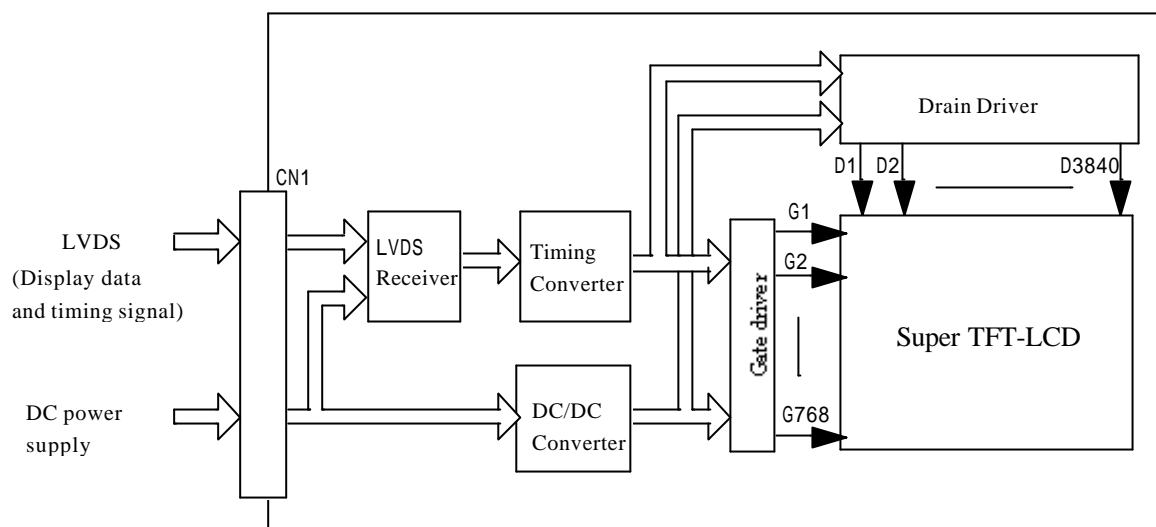 CN1
LVDS
(Display data
and timing signal)
DC power
supply
LVDS
Receiver
Timing
Converter
DC/DC
Converter
Gate driver
Drain Driver
D1 D2 D3840
G1
G2
G768
Super TFT-LCD